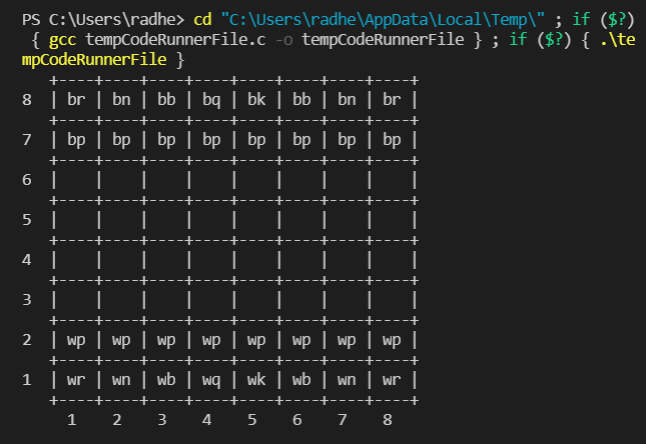 PS C:\Users\radhe> cd "C:\Users\radhe\AppData\Local\Temp\" ; if ($?)
 { gcc tempCodeRunnerFile.c -o tempCodeRunnerFile } ; if ($?) { .\te
mpCodeRunnerFile }
    +----+----+----+----+----+----+----+----+
8   | br | bn | bb | bq | bk | bb | bn | br |
    +----+----+----+----+----+----+----+----+
7   | bp | bp | bp | bp | bp | bp | bp | bp |
    +----+----+----+----+----+----+----+----+
6   |    |    |    |    |    |    |    |    |
    +----+----+----+----+----+----+----+----+
5   |    |    |    |    |    |    |    |    |
    +----+----+----+----+----+----+----+----+
4   |    |    |    |    |    |    |    |    |
    +----+----+----+----+----+----+----+----+
3   |    |    |    |    |    |    |    |    |
    +----+----+----+----+----+----+----+----+
2   | wp | wp | wp | wp | wp | wp | wp | wp |
    +----+----+----+----+----+----+----+----+
1   | wr | wn | wb | wq | wk | wb | wn | wr |
    +----+----+----+----+----+----+----+----+
      1    2    3    4    5    6    7    8